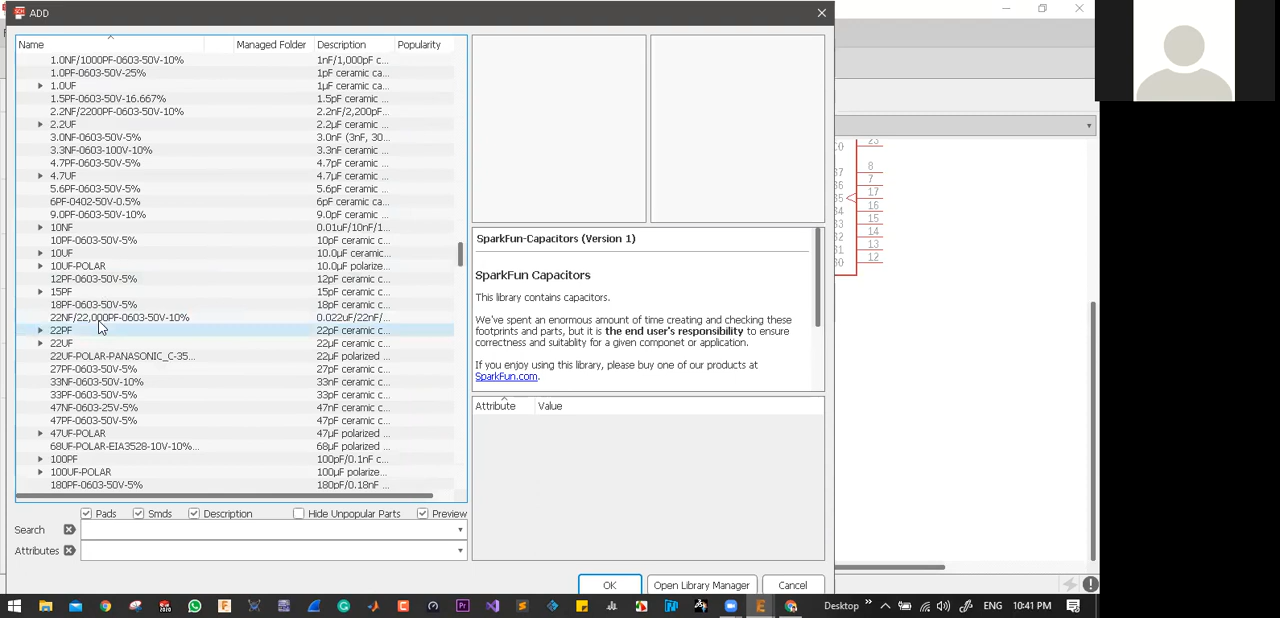 ADD
Name Managed Folder Description Popularity
1.0NF/1000PF-0603-50V-10% 1nF/1,000pF c...
1.0PF-0603-50V-25% 1pF ceramic ca...
1.0UF 1µF ceramic ca...
1.5PF-0603-50V-16.667% 1.5pF ceramic ...
2.2NF/2200PF-0603-50V-10% 2.2nF/2,200pF...
2.2UF 2.2µF ceramic ...
3.0NF-0603-50V-5% 3.0nF (3nF, 30...
3.3NF-0603-100V-10% 3.3nF ceramic ...
4.7PF-0603-50V-5% 4.7pF ceramic ...
4.7UF 4.7µF ceramic ...
5.6PF-0603-50V-5% 5.6pF ceramic ...
6PF-0402-50V-0.5% 6pF ceramic ca...
9.0PF-0603-50V-10% 9.0pF ceramic ...
10NF 0.01uF/10nF/1...
10PF-0603-50V-5% 10pF ceramic c...
10UF 10.0µF ceramic...
10UF-POLAR 10.0µF polarize...
12PF-0603-50V-5% 12pF ceramic c...
15PF 15pF ceramic c...
18PF-0603-50V-5% 18pF ceramic c...
22NF/22,000PF-0603-50V-10% 0.022uF/22nF/...
22PF 22pF ceramic c...
22UF 22µF ceramic c...
22UF-POLAR-PANASONIC_C-35... 22µF polarized ...
27PF-0603-50V-5% 27pF ceramic c...
33NF-0603-50V-10% 33nF ceramic c...
33PF-0603-50V-5% 33pF ceramic c...
47NF-0603-25V-5% 47nF ceramic c...
47PF-0603-50V-5% 47pF ceramic c...
47UF-POLAR 47µF polarized ...
68UF-POLAR-EIA3528-10V-10%... 68µF polarized ...
100PF 100pF/0.1nF c...
100UF-POLAR 100µF polarize...
180PF-0603-50V-5% 180pF/0.18nF ...
Pads Smds Description Hide Unpopular Parts Preview
Search
Attributes
SparkFun-Capacitors (Version 1)
SparkFun Capacitors
This library contains capacitors.
We've spent an enormous amount of time creating and checking these
footprints and parts, but it is the end user's responsibility to ensure
correctness and suitablity for a given componet or application.
If you enjoy using this library, please buy one of our products at
SparkFun.com.
Attribute Value
OK Open Library Manager Cancel
8
7
17
16
15
14
13
12
Desktop » ENG 10:41 PM